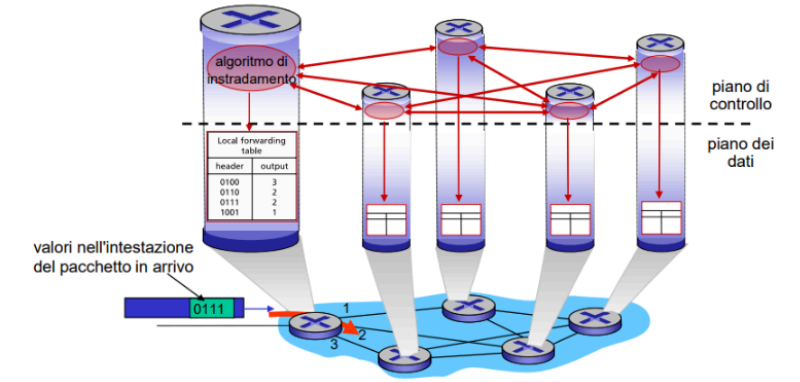 algoritmo di
instradamento
piano di
controllo
piano dei
dati
Local forwarding
table
header output
0100 3
0110 2
0111 2
1001 1
valori nell'intestazione
del pacchetto in arrivo
0111
1
2
3